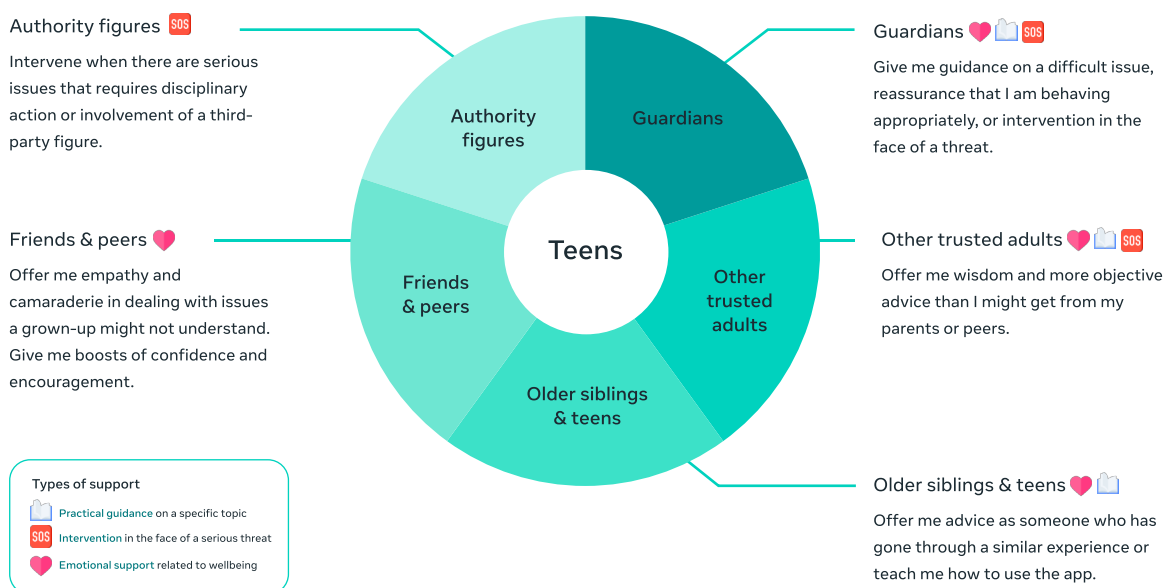 Authority figures SOS
Intervene when there are serious
issues that requires disciplinary
action or involvement of a third-
party figure.
Friends & peers
Offer me empathy and
camaraderie in dealing with issues
a grown-up might not understand.
Give me boosts of confidence and
encouragement.
Authority
figures
Guardians
Teens
Friends
& peers
Other
trusted
adults
Older siblings
& teens
Guardians SOS
Give me guidance on a difficult issue,
reassurance that I am behaving
appropriately, or intervention in the
face of a threat.
Other trusted adults SOS
Offer me wisdom and more objective
advice than I might get from my
parents or peers.
Older siblings & teens
Offer me advice as someone who has
gone through a similar experience or
teach me how to use the app.
Types of support
Practical guidance on a specific topic
SOS Intervention in the face of a serious threat
Emotional support related to wellbeing